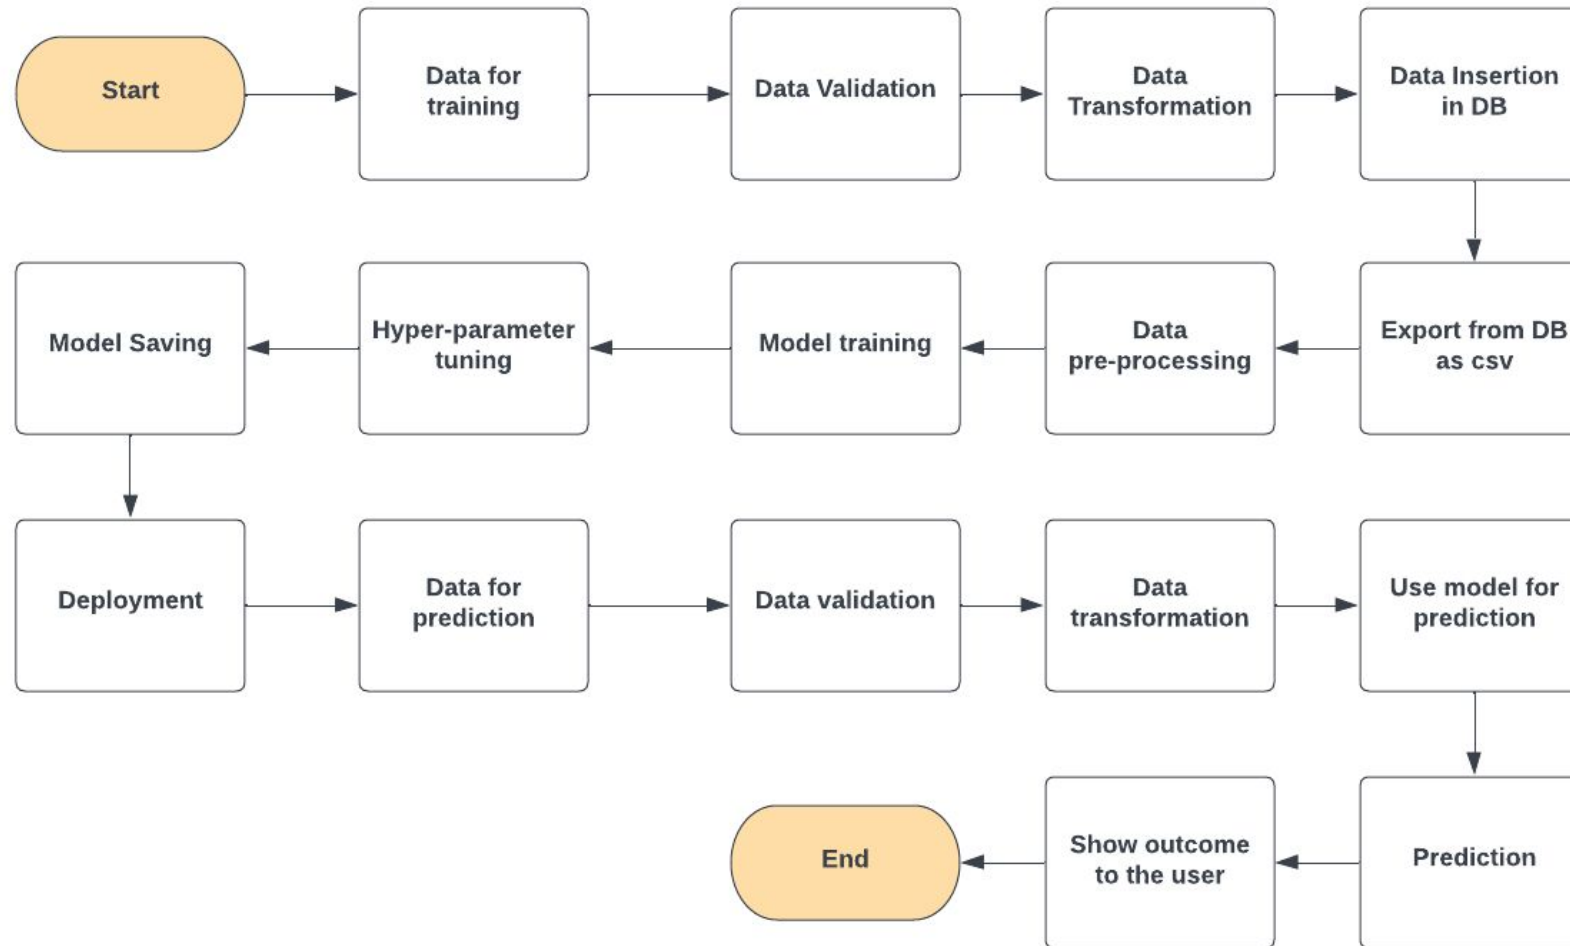 Start
Data for
training
Data Validation
Data
Transformation
Data Insertion
in DB
Export from DB
as csv
Data
pre-processing
Model training
Hyper-parameter
tuning
Model Saving
Deployment
Data for
prediction
Data validation
Data
transformation
Use model for
prediction
Prediction
Show outcome
to the user
End